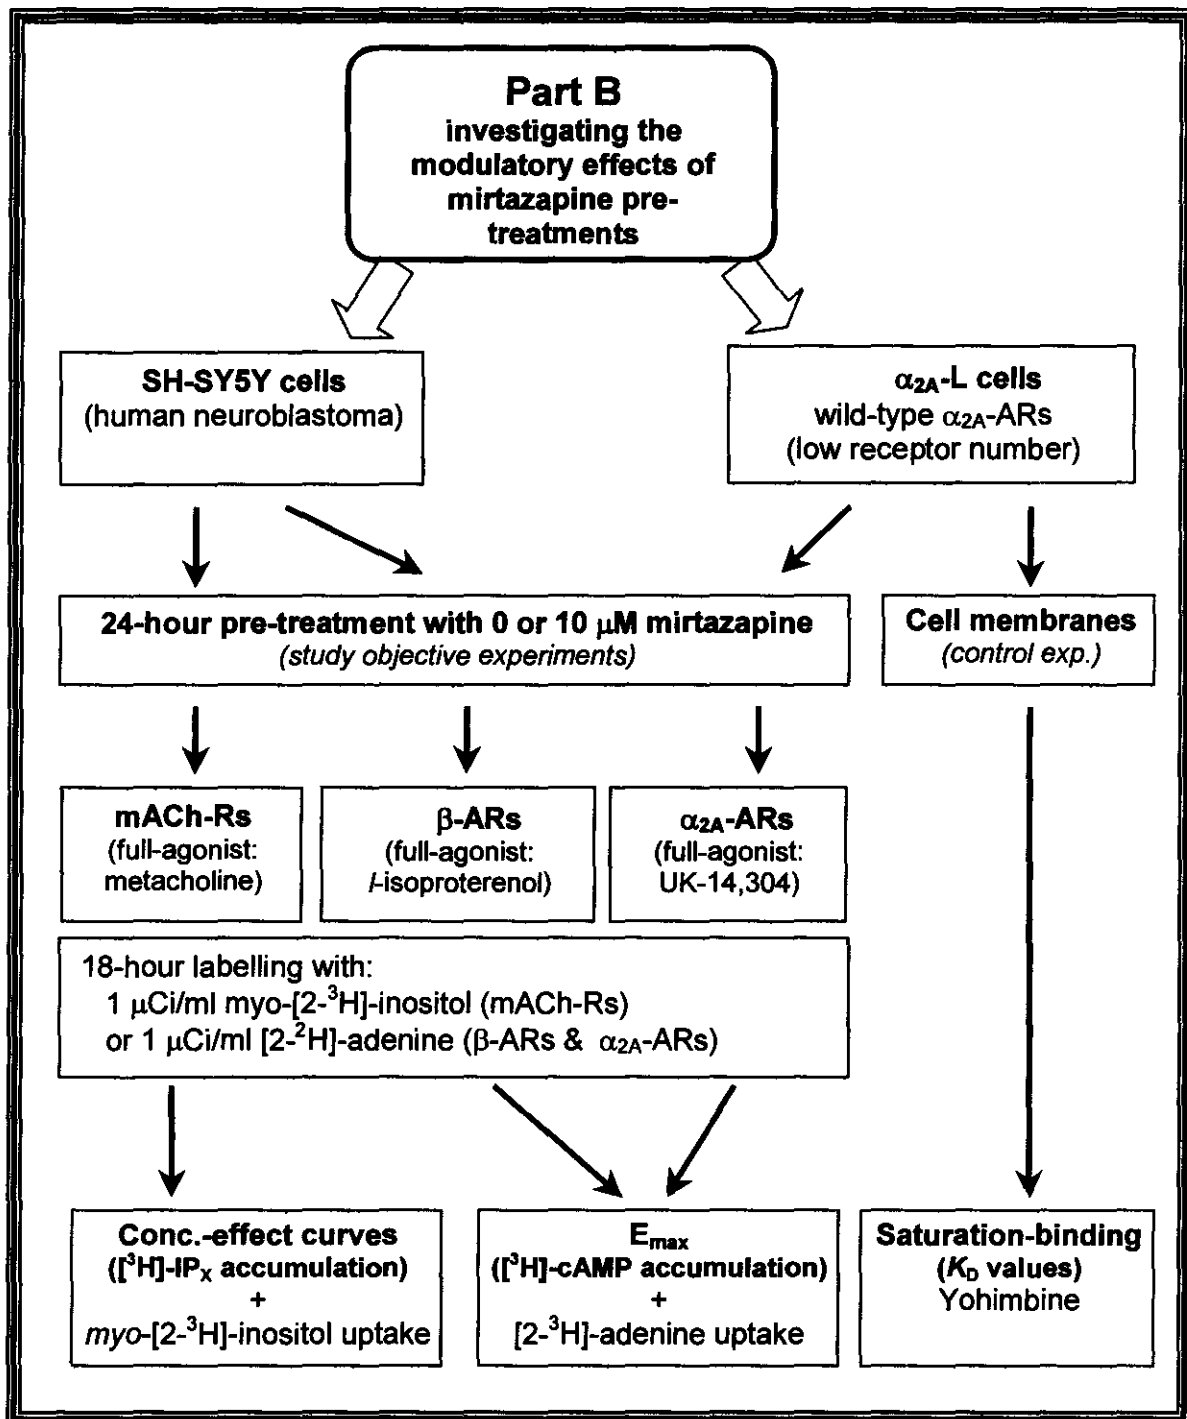 Part B
investigating the
modulatory effects of
mirtazapine pre-
treatments
SH-SY5Y cells
(human neuroblastoma)
α2A-L cells
wild-type α2A-ARs
(low receptor number)
24-hour pre-treatment with 0 or 10 μM mirtazapine
(study objective experiments)
Cell membranes
(control exp.)
mACh-Rs
(full-agonist:
metacholine)
β-ARs
(full-agonist:
l-isoproterenol)
α2A-ARs
(full-agonist:
UK-14,304)
18-hour labelling with:
1 μCi/ml myo-[2-³H]-inositol (mACh-Rs)
or 1 μCi/ml [2-²H]-adenine (β-ARs & α2A-ARs)
Conc.-effect curves
([³H]-IPX accumulation)
+
myo-[2-³H]-inositol uptake
Emax
([³H]-cAMP accumulation)
+
[2-³H]-adenine uptake
Saturation-binding
(KD values)
Yohimbine